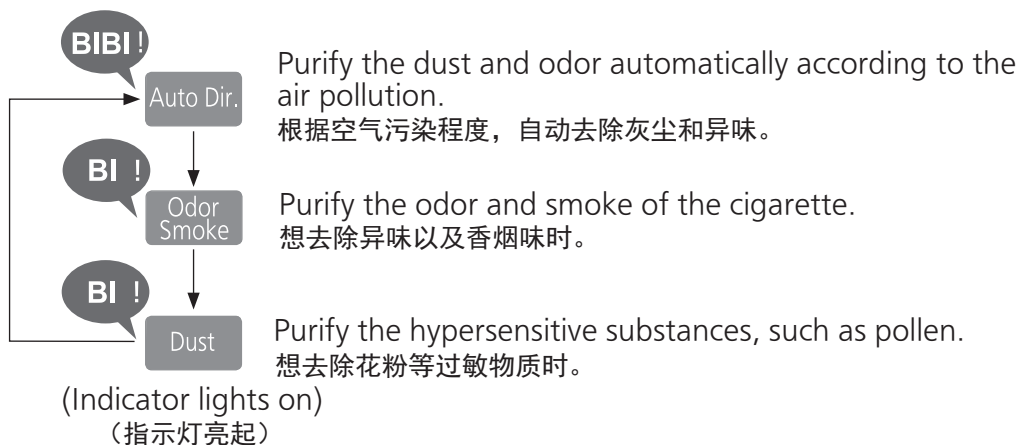 BIBI !
Auto Dir.
Purify the dust and odor automatically according to the
air pollution.
根据空气污染程度，自动去除灰尘和异味。
BI !
Odor
Smoke
Purify the odor and smoke of the cigarette.
想去除异味以及香烟味时。
BI !
Dust
Purify the hypersensitive substances, such as pollen.
想去除花粉等过敏物质时。
(Indicator lights on)
（指示灯亮起）